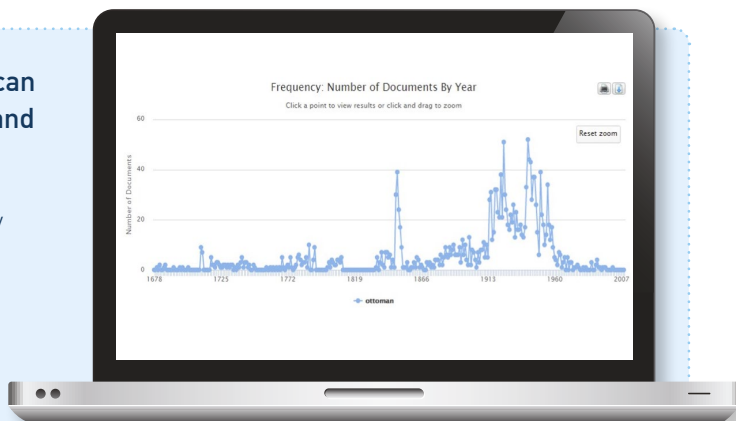 can
and
y
Frequency: Number of Documents By Year
Click a point to view results or click and drag to zoom
Reset zoom
Number of Documents
60
40
20
0
1678 1725 1772 1819 1866 1913 1960 2007
ottoman